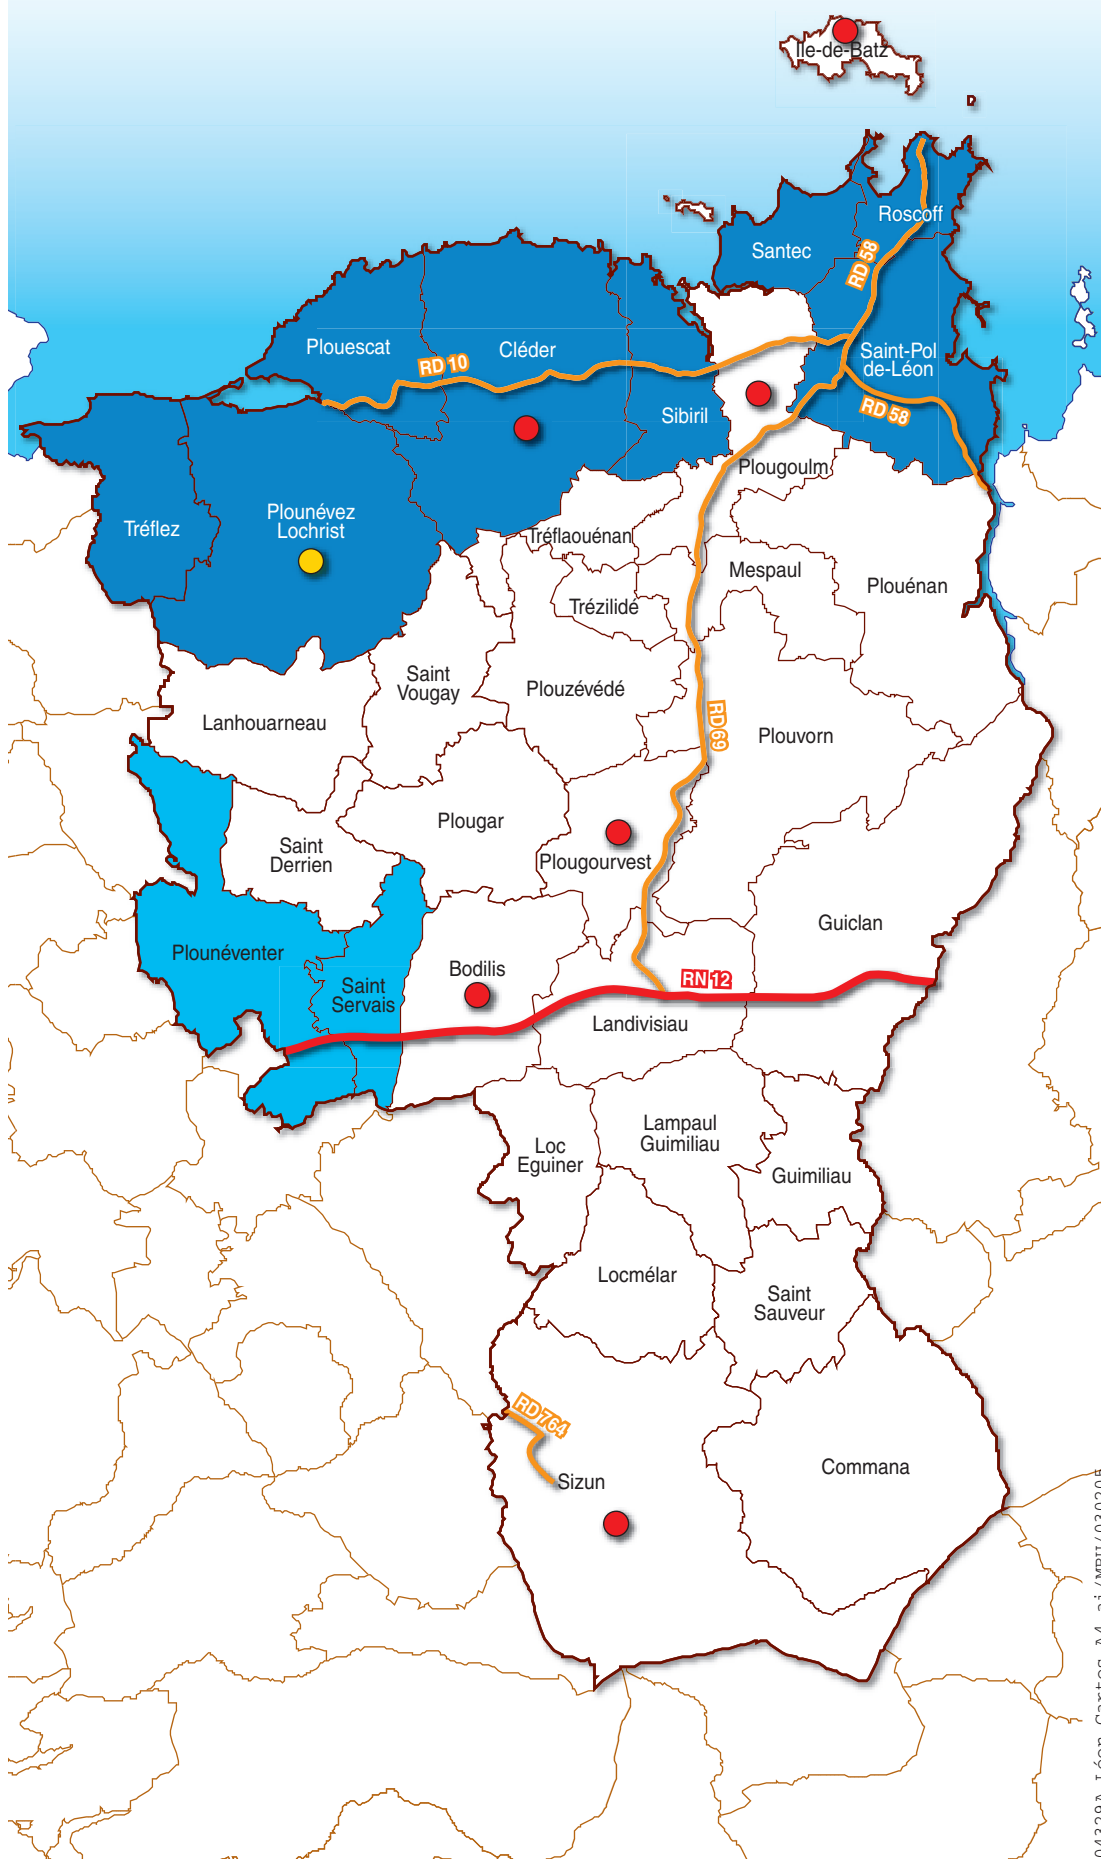 Ile-de-Batz
Roscoff
Santec
RD 58
Plouescat
Cléder
RD 10
Saint-Pol
de-Léon
RD 58
Sibiril
Plougoulm
Plounévez
Lochrist
Tréflez
Tréflaouénan
Mespaul
Plouénan
Trézilidé
Saint
Vougay
Plouzévédé
Lanhouarneau
RD 69
Plouvorn
Plougar
Saint
Derrien
Plougourvest
Guiclan
Plounéventer
Bodilis
RN 12
Saint
Servais
Landivisiau
Lampaul
Guimiliau
Loc
Eguiner
Guimiliau
Locmélar
Saint
Sauveur
RD 764
Commana
Sizun